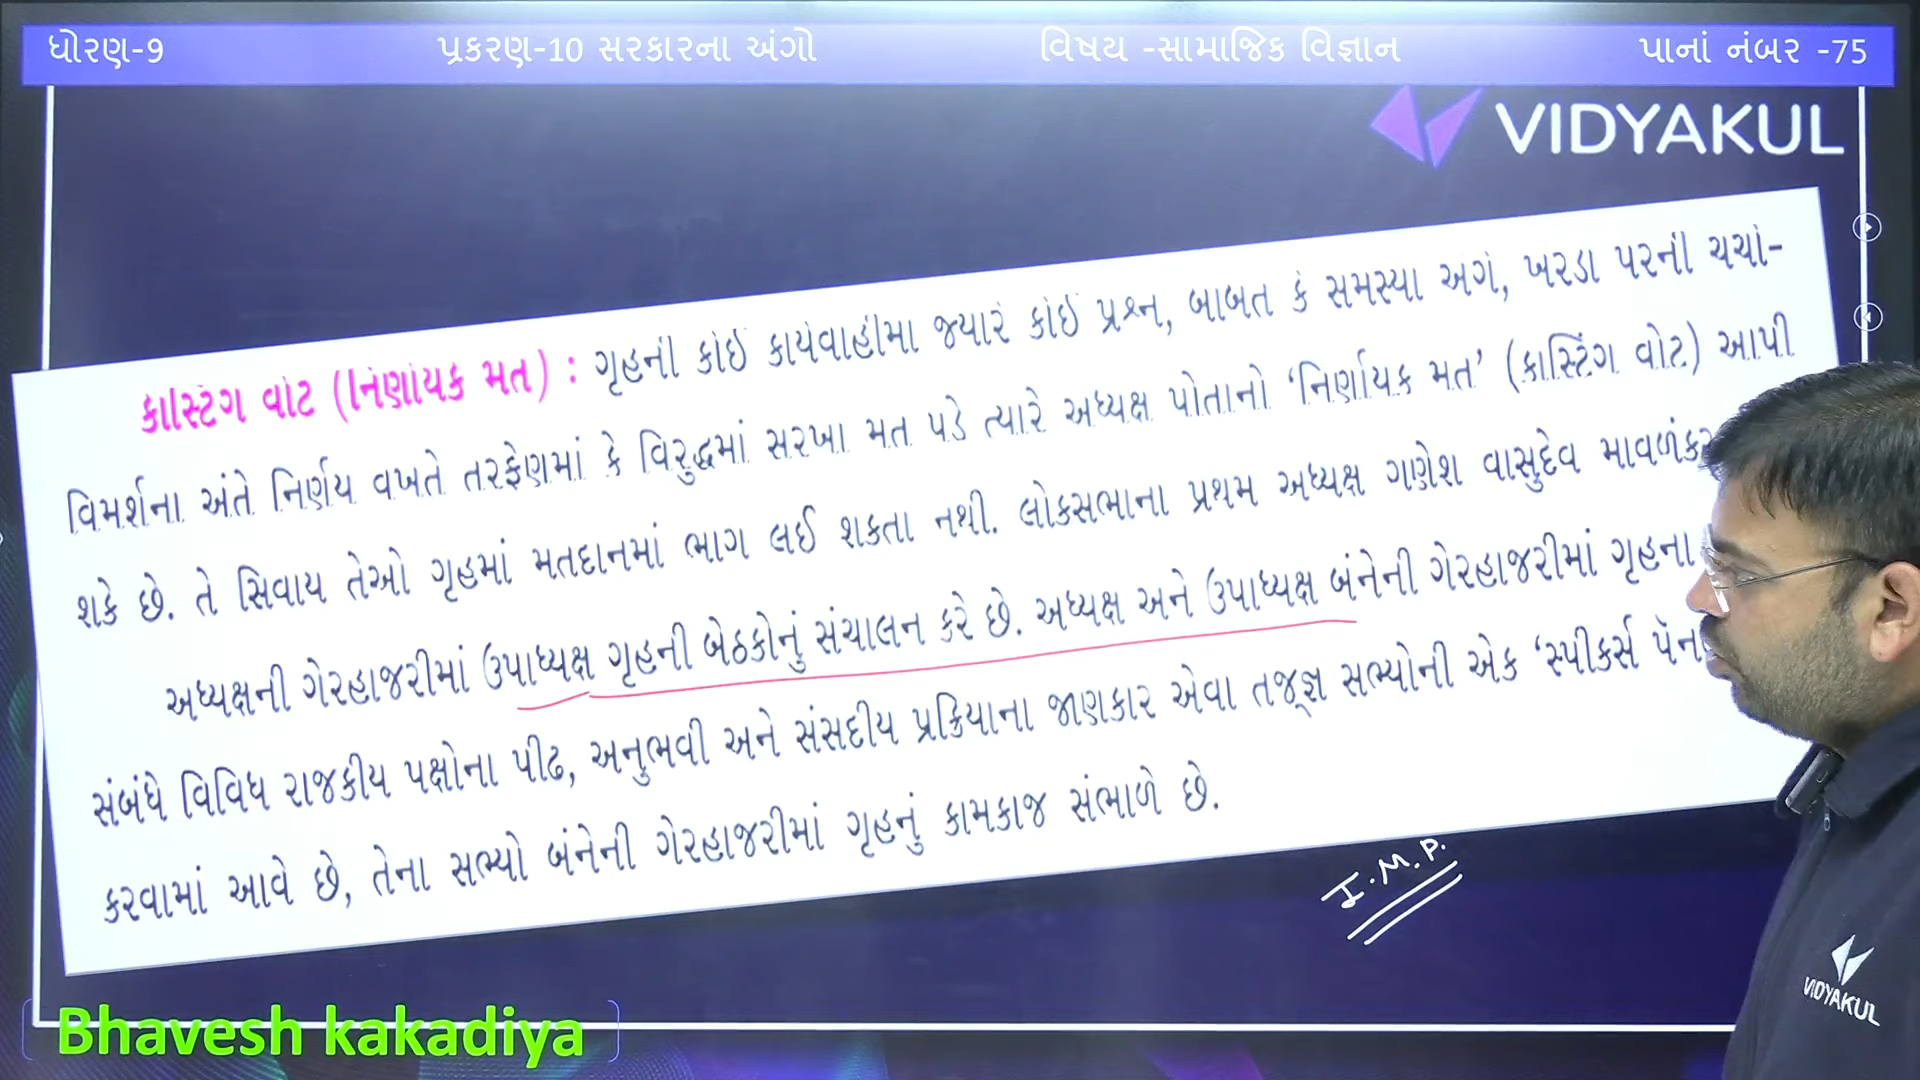 ધોરણ-9 પ્રકરણ-10 સરકારના અંગો વિષય -સામાજિક વિજ્ઞાન પાનાં નંબર -75
VIDYAKUL
કાસ્ટિંગ વોટ (નિર્ણાયક મત) : ગૃહની કોઈ કાર્યવાહીમાં જ્યારે કોઈ પ્રશ્ન, બાબત કે સમસ્યા અંગે, ખરડા પરની ચર્ચા-
વિમર્શના અંતે નિર્ણય વખતે તરફેણમાં કે વિરુદ્ધમાં સરખા મત પડે ત્યારે અધ્યક્ષ પોતાનો ‘નિર્ણાયક મત’ (કાસ્ટિંગ વોટ) આપી
શકે છે. તે સિવાય તેઓ ગૃહમાં મતદાનમાં ભાગ લઈ શકતા નથી. લોકસભાના પ્રથમ અધ્યક્ષ ગણેશ વાસુદેવ માવળંકર
અધ્યક્ષની ગેરહાજરીમાં ઉપાધ્યક્ષ ગૃહની બેઠકોનું સંચાલન કરે છે. અધ્યક્ષ અને ઉપાધ્યક્ષ બંનેની ગેરહાજરીમાં ગૃહના
સંબંધે વિવિધ રાજકીય પક્ષોના પીઢ, અનુભવી અને સંસદીય પ્રક્રિયાના જાણકાર એવા તજ્જ્ઞ સભ્યોની એક ‘સ્પીકર્સ
કરવામાં આવે છે, તેના સભ્યો બંનેની ગેરહાજરીમાં ગૃહનું કામકાજ સંભાળે છે.
I.M.P.
Bhavesh kakadiya
VIDYAKUL